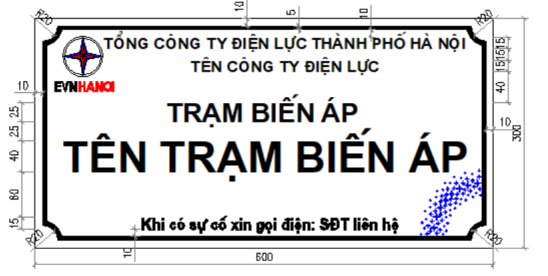 R20 10 5 10 R20
TỔNG CÔNG TY ĐIỆN LỰC THÀNH PHỐ HÀ NỘI
TÊN CÔNG TY ĐIỆN LỰC
EVNHANOI
TRẠM BIẾN ÁP
TÊN TRẠM BIẾN ÁP
Khi có sự cố xin gọi điện: SĐT liên hệ
10
25
25
40
60
15
15
15
15
15
40
10
300
R20 10 R20
600